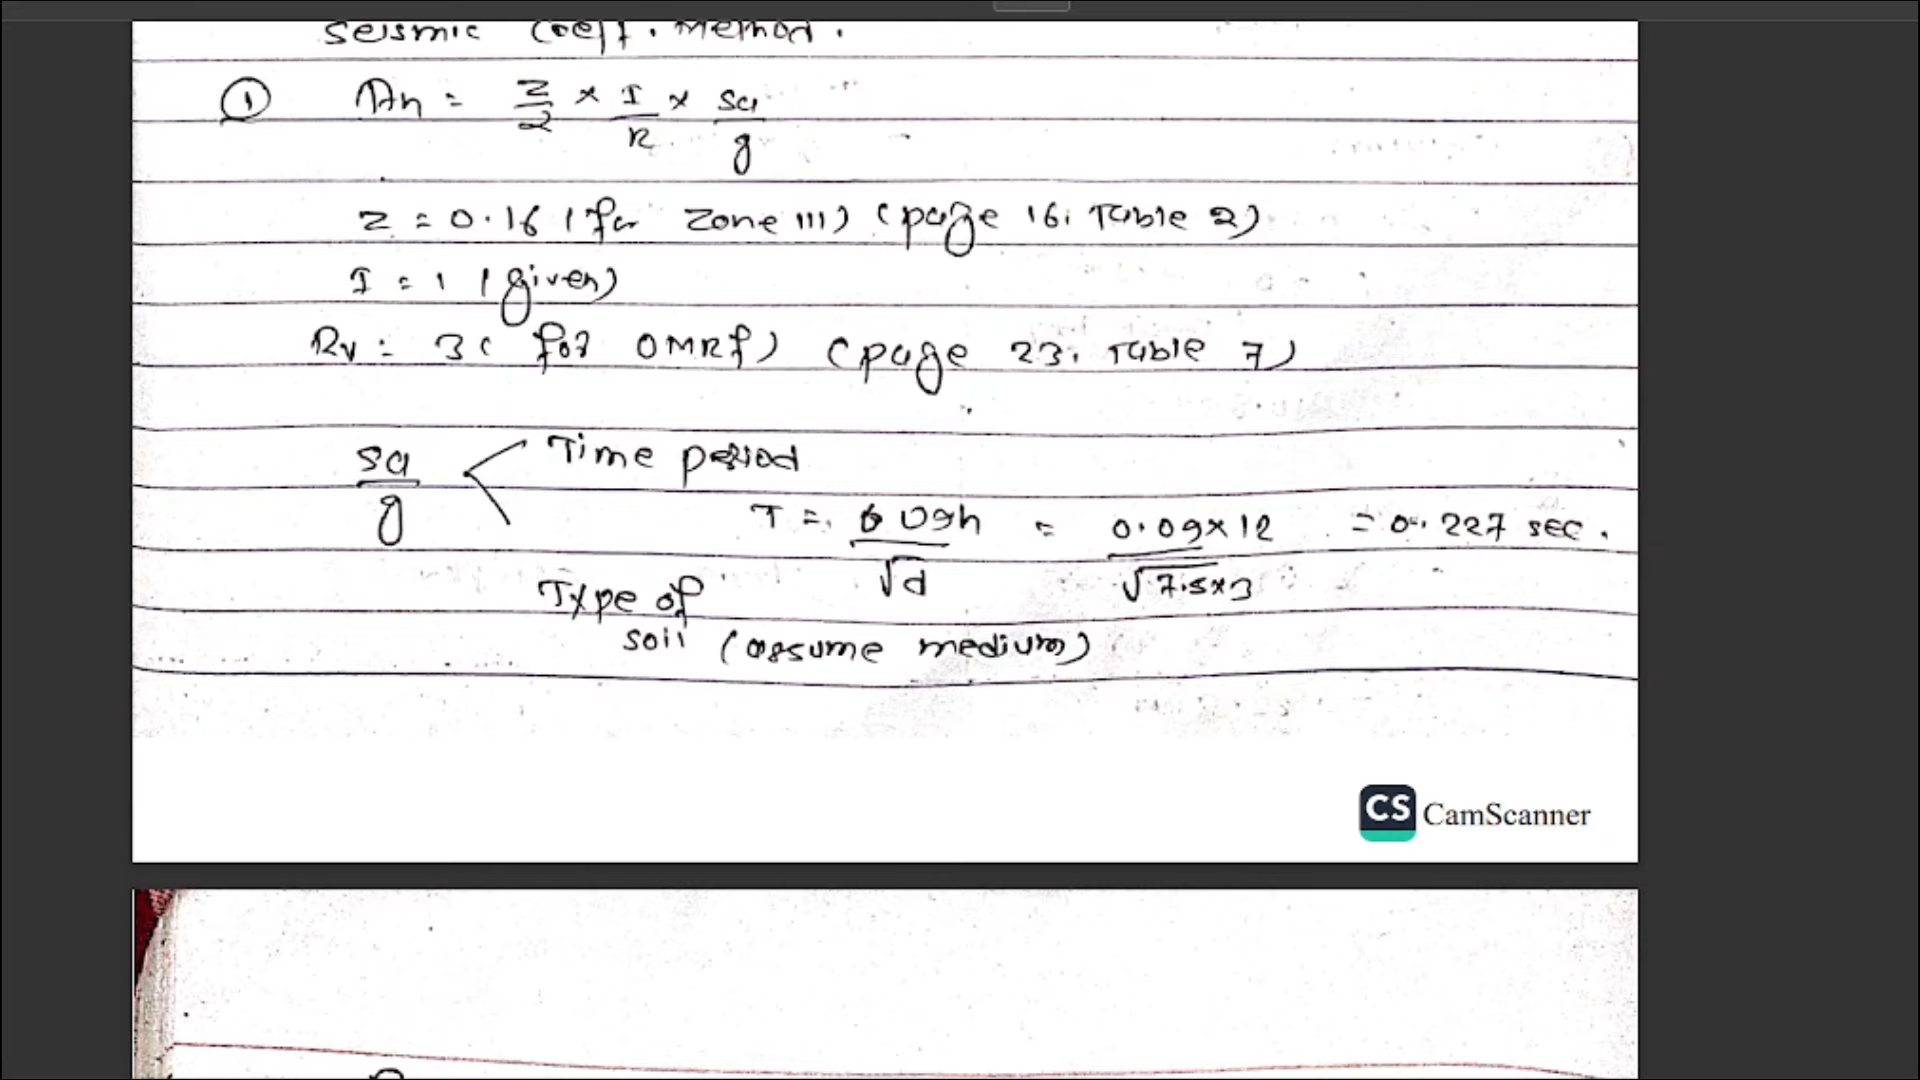 seismic coeff. method.
① Ah = Z/2 × I/R × Sa/g
Z = 0.16 (for Zone III) (page 16, Table 2)
I = 1 (given)
Rv = 3 (for OMRF) (page 23, Table 7)
Sa/g Time period
T = 0.09h/√d = 0.09×12/√7.5×3 = 0.227 sec.
Type of
soil (assume medium)
CS CamScanner